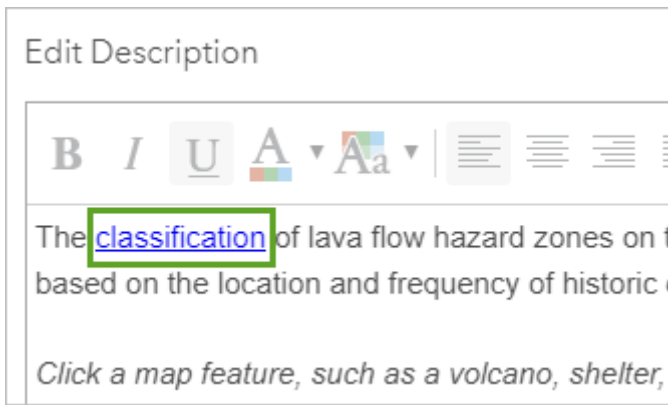 Edit Description
B I U A Aa
The classification of lava flow hazard zones on
based on the location and frequency of historic
Click a map feature, such as a volcano, shelter,